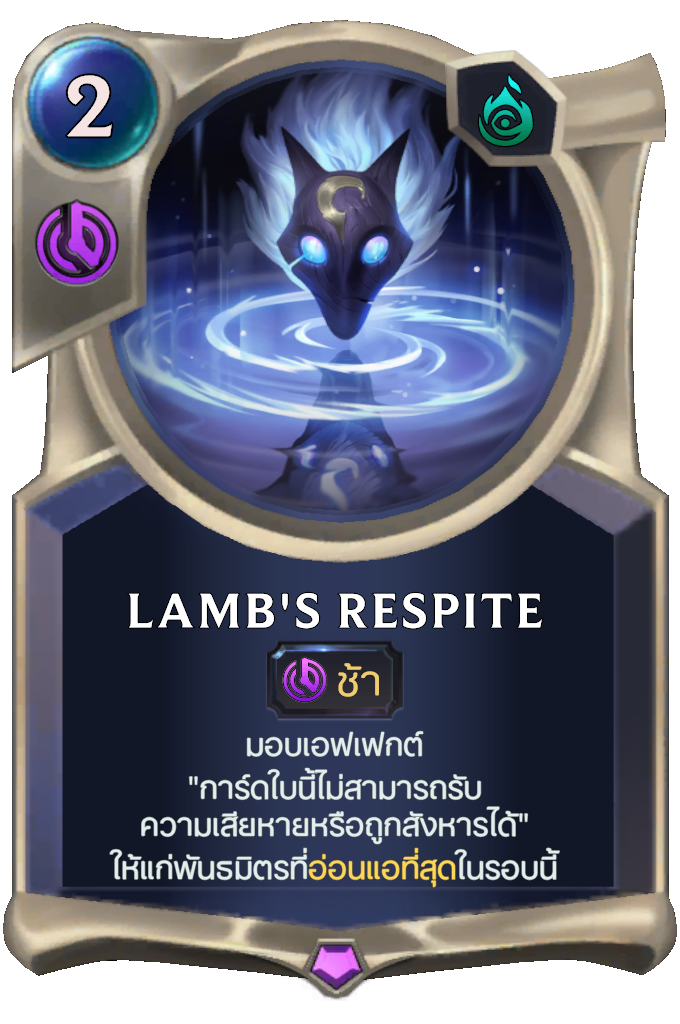 2
LAMB'S RESPITE
ช้า
มอบเอฟเฟกต์
"การ์ดใบนี้ไม่สามารถรับ
ความเสียหายหรือถูกสังหารได้"
ให้แก่พันธมิตรที่อ่อนแอที่สุดในรอบนี้